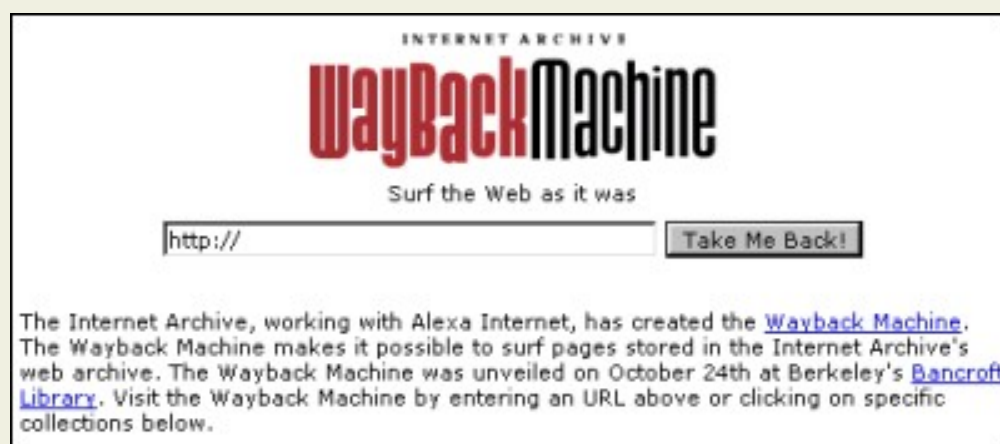 INTERNET ARCHIVE
WayBackMachine
Surf the Web as it was
http://
Take Me Back!
The Internet Archive, working with Alexa Internet, has created the Wayback Machine.
The Wayback Machine makes it possible to surf pages stored in the Internet Archive's
web archive. The Wayback Machine was unveiled on October 24th at Berkeley's Bancroft
Library. Visit the Wayback Machine by entering an URL above or clicking on specific
collections below.